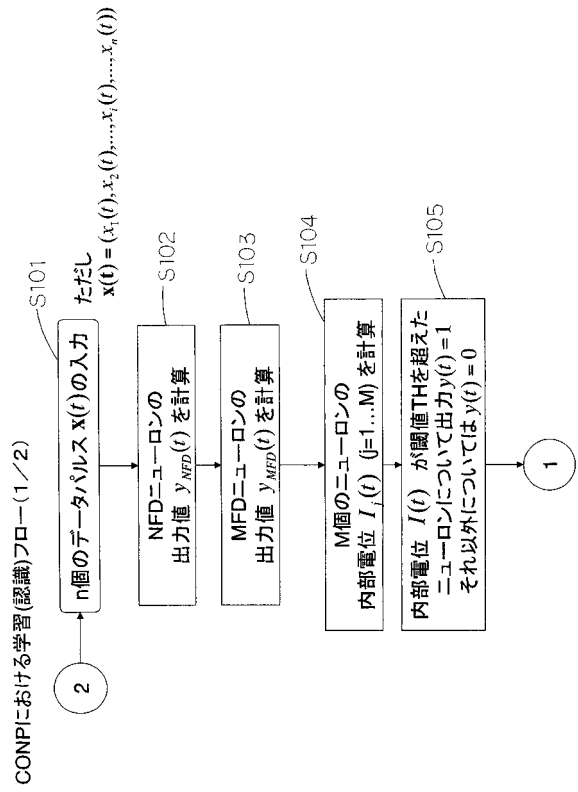 CONPにおける学習(認識)フロー(1/2)
2
S101
n個のデータパルス x(t)の入力
ただし
x(t) = (x₁(t), x₂(t),..., xᵢ(t),..., xₙ(t))
S102
NFDニューロンの
出力値 y_NFD(t) を計算
S103
MFDニューロンの
出力値 y_MFD(t) を計算
S104
M個のニューロンの
内部電位 I_j(t) (j=1...M) を計算
S105
内部電位 I(t) が閾値THを超えた
ニューロンについて出力 y(t)=1
それ以外については y(t)=0
1